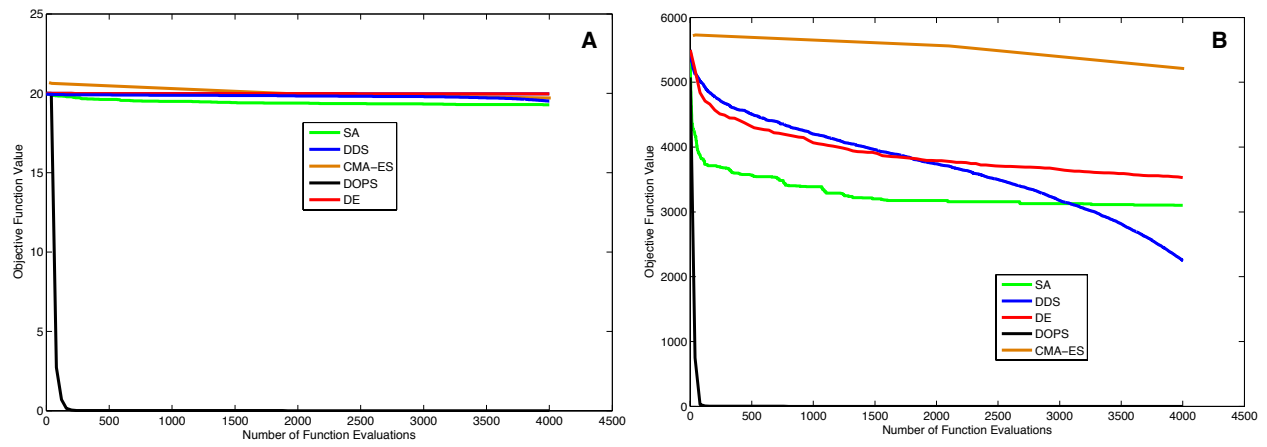 25
20
15
10
5
0
Objective Function Value
A
SA
DDS
CMA-ES
DOPS
DE
0 500 1000 1500 2000 2500 3000 3500 4000 4500
Number of Function Evaluations
6000
5000
4000
3000
2000
1000
0
Objective Function Value
B
SA
DDS
DE
DOPS
CMA-ES
0 500 1000 1500 2000 2500 3000 3500 4000 4500
Number of Function Evaluations